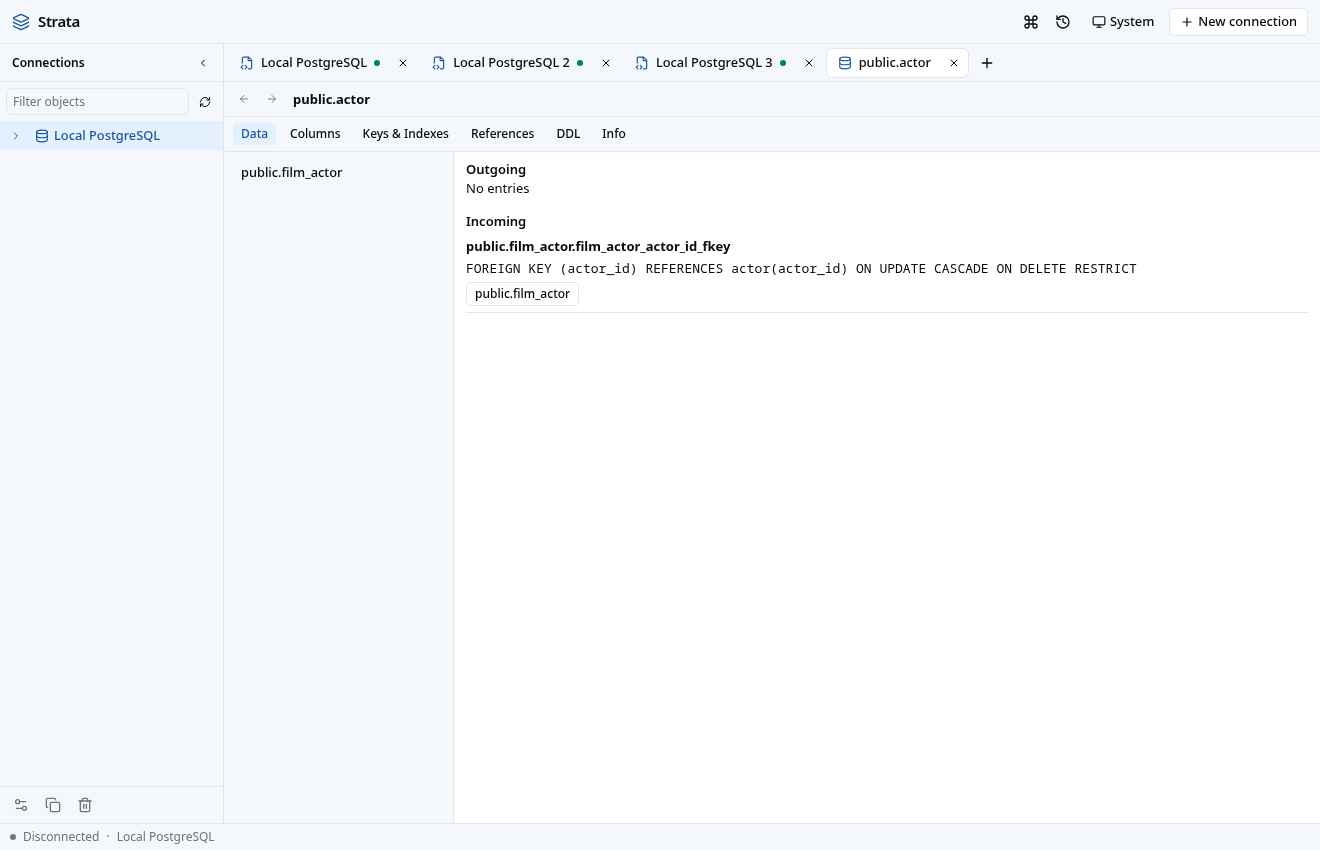 Strata
System
New connection
Connections
Local PostgreSQL
Local PostgreSQL 2
Local PostgreSQL 3
public.actor
Filter objects
public.actor
Local PostgreSQL
Data
Columns
Keys & Indexes
References
DDL
Info
public.film_actor
Outgoing
No entries
Incoming
public.film_actor.film_actor_actor_id_fkey
FOREIGN KEY (actor_id) REFERENCES actor(actor_id) ON UPDATE CASCADE ON DELETE RESTRICT
public.film_actor
Disconnected · Local PostgreSQL